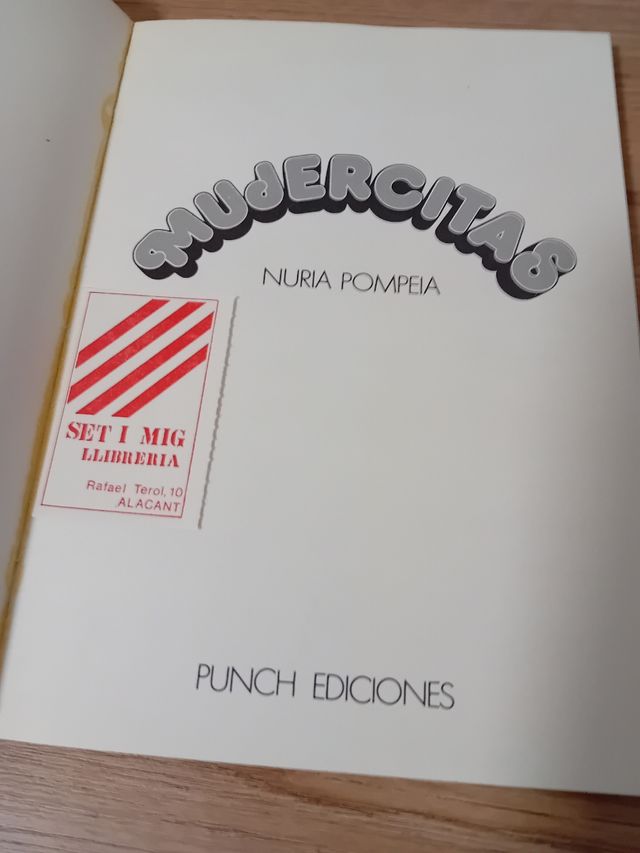 MUJERCITAS
NURIA POMPEIA
SET I MIG
LLIBRERIA
Rafael Terol, 10
ALACANT
PUNCH EDICIONES